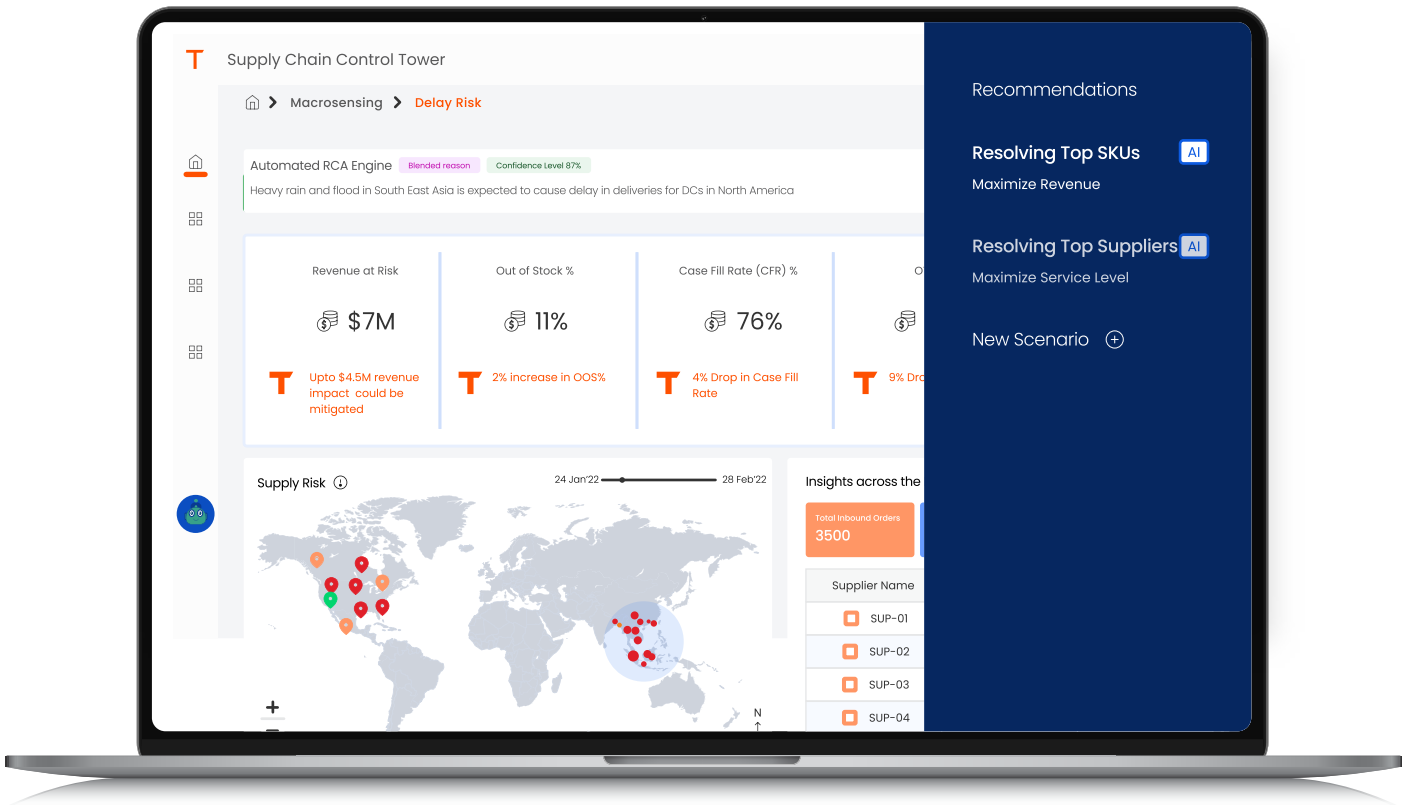 Supply Chain Control Tower
Macrosensing
Delay Risk
Automated RCA Engine
Blended reason
Confidence Level 87%
Heavy rain and flood in South East Asia is expected to cause delay in deliveries for DCs in North America
Revenue at Risk
$7M
Upto $4.5M revenue
impact could be
mitigated
Out of Stock %
11%
2% increase in OOS%
Case Fill Rate (CFR) %
76%
4% Drop in Case Fill
Rate
9%
Supply Risk
24 Jan'22
28 Feb'22
N
Insights across the
Total Inbound Orders
3500
Supplier Name
SUP-01
SUP-02
SUP-03
SUP-04
Recommendations
Resolving Top SKUs
AI
Maximize Revenue
Resolving Top Suppliers
AI
Maximize Service Level
New Scenario